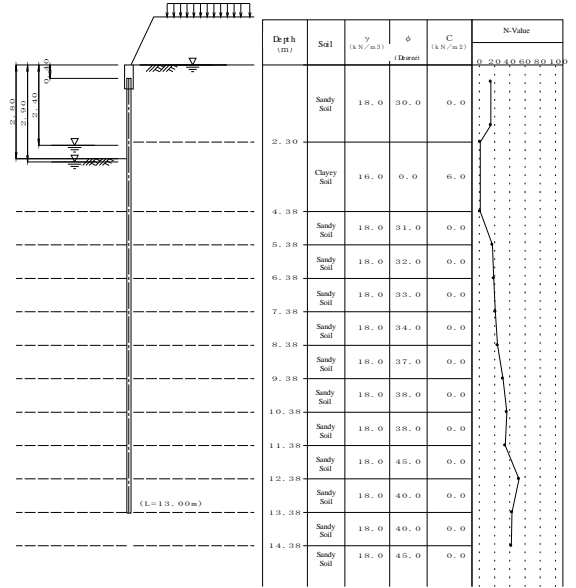 Depth
(m)
Soil
γ
(kN/m3)
φ
(Degree)
C
(kN/m2)
N-Value
0 20 40 60 80 100
2.80
2.90
2.40
0.40
Sandy
Soil
18.0 30.0 0.0
2.30
Clayey
Soil
16.0 0.0 6.0
4.38
Sandy
Soil
18.0 31.0 0.0
5.38
Sandy
Soil
18.0 32.0 0.0
6.38
Sandy
Soil
18.0 33.0 0.0
7.38
Sandy
Soil
18.0 34.0 0.0
8.38
Sandy
Soil
18.0 37.0 0.0
9.38
Sandy
Soil
18.0 38.0 0.0
10.38
Sandy
Soil
18.0 38.0 0.0
11.38
Sandy
Soil
18.0 45.0 0.0
12.38
Sandy
Soil
18.0 40.0 0.0
(L=13.00m)
13.38
Sandy
Soil
18.0 40.0 0.0
14.38
Sandy
Soil
18.0 45.0 0.0